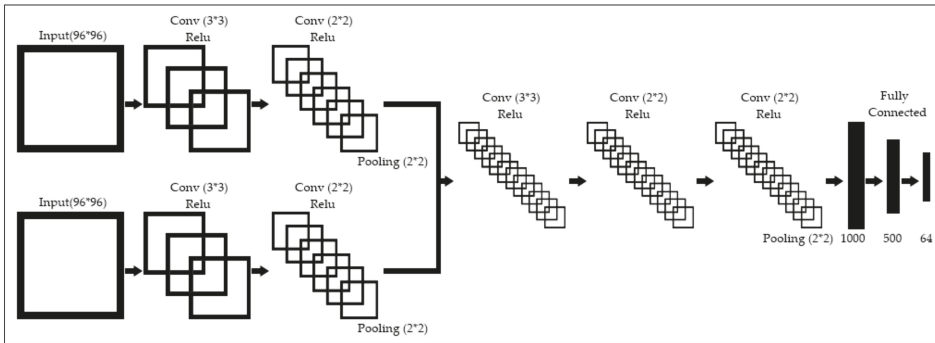 Input(96*96)
Conv (3*3)
Relu
Conv (2*2)
Relu
Pooling (2*2)
Input(96*96)
Conv (3*3)
Relu
Conv (2*2)
Relu
Pooling (2*2)
Conv (3*3)
Relu
Conv (2*2)
Relu
Conv (2*2)
Relu
Pooling (2*2)
Fully
Connected
1000
500
64